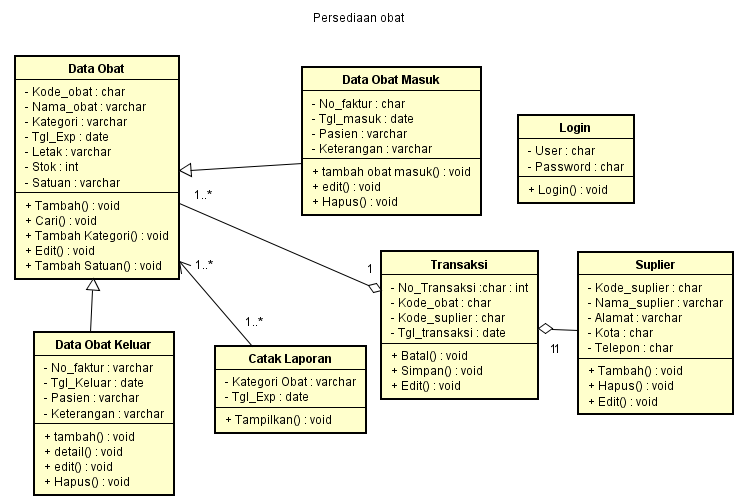 Persediaan obat
Data Obat
- Kode_obat : char
- Nama_obat : varchar
- Kategori : varchar
- Tgl_Exp : date
- Letak : varchar
- Stok : int
- Satuan : varchar
+ Tambah() : void
+ Cari() : void
+ Tambah Kategori() : void
+ Edit() : void
+ Tambah Satuan() : void
Data Obat Masuk
- No_faktur : char
- Tgl_masuk : date
- Pasien : varchar
- Keterangan : varchar
+ tambah obat masuk() : void
+ edit() : void
+ Hapus() : void
Login
- User : char
- Password : char
+ Login() : void
1..*
1..*
1
1..*
Transaksi
- No_Transaksi :char : int
- Kode_obat : char
- Kode_suplier : char
- Tgl_transaksi : date
+ Batal() : void
+ Simpan() : void
+ Edit() : void
11
Suplier
- Kode_suplier : char
- Nama_suplier : varchar
- Alamat : varchar
- Kota : char
- Telepon : char
+ Tambah() : void
+ Hapus() : void
+ Edit() : void
Data Obat Keluar
- No_faktur : varchar
- Tgl_Keluar : date
- Pasien : varchar
- Keterangan : varchar
+ tambah() : void
+ detail() : void
+ edit() : void
+ Hapus() : void
Catak Laporan
- Kategori Obat : varchar
- Tgl_Exp : date
+ Tampilkan() : void